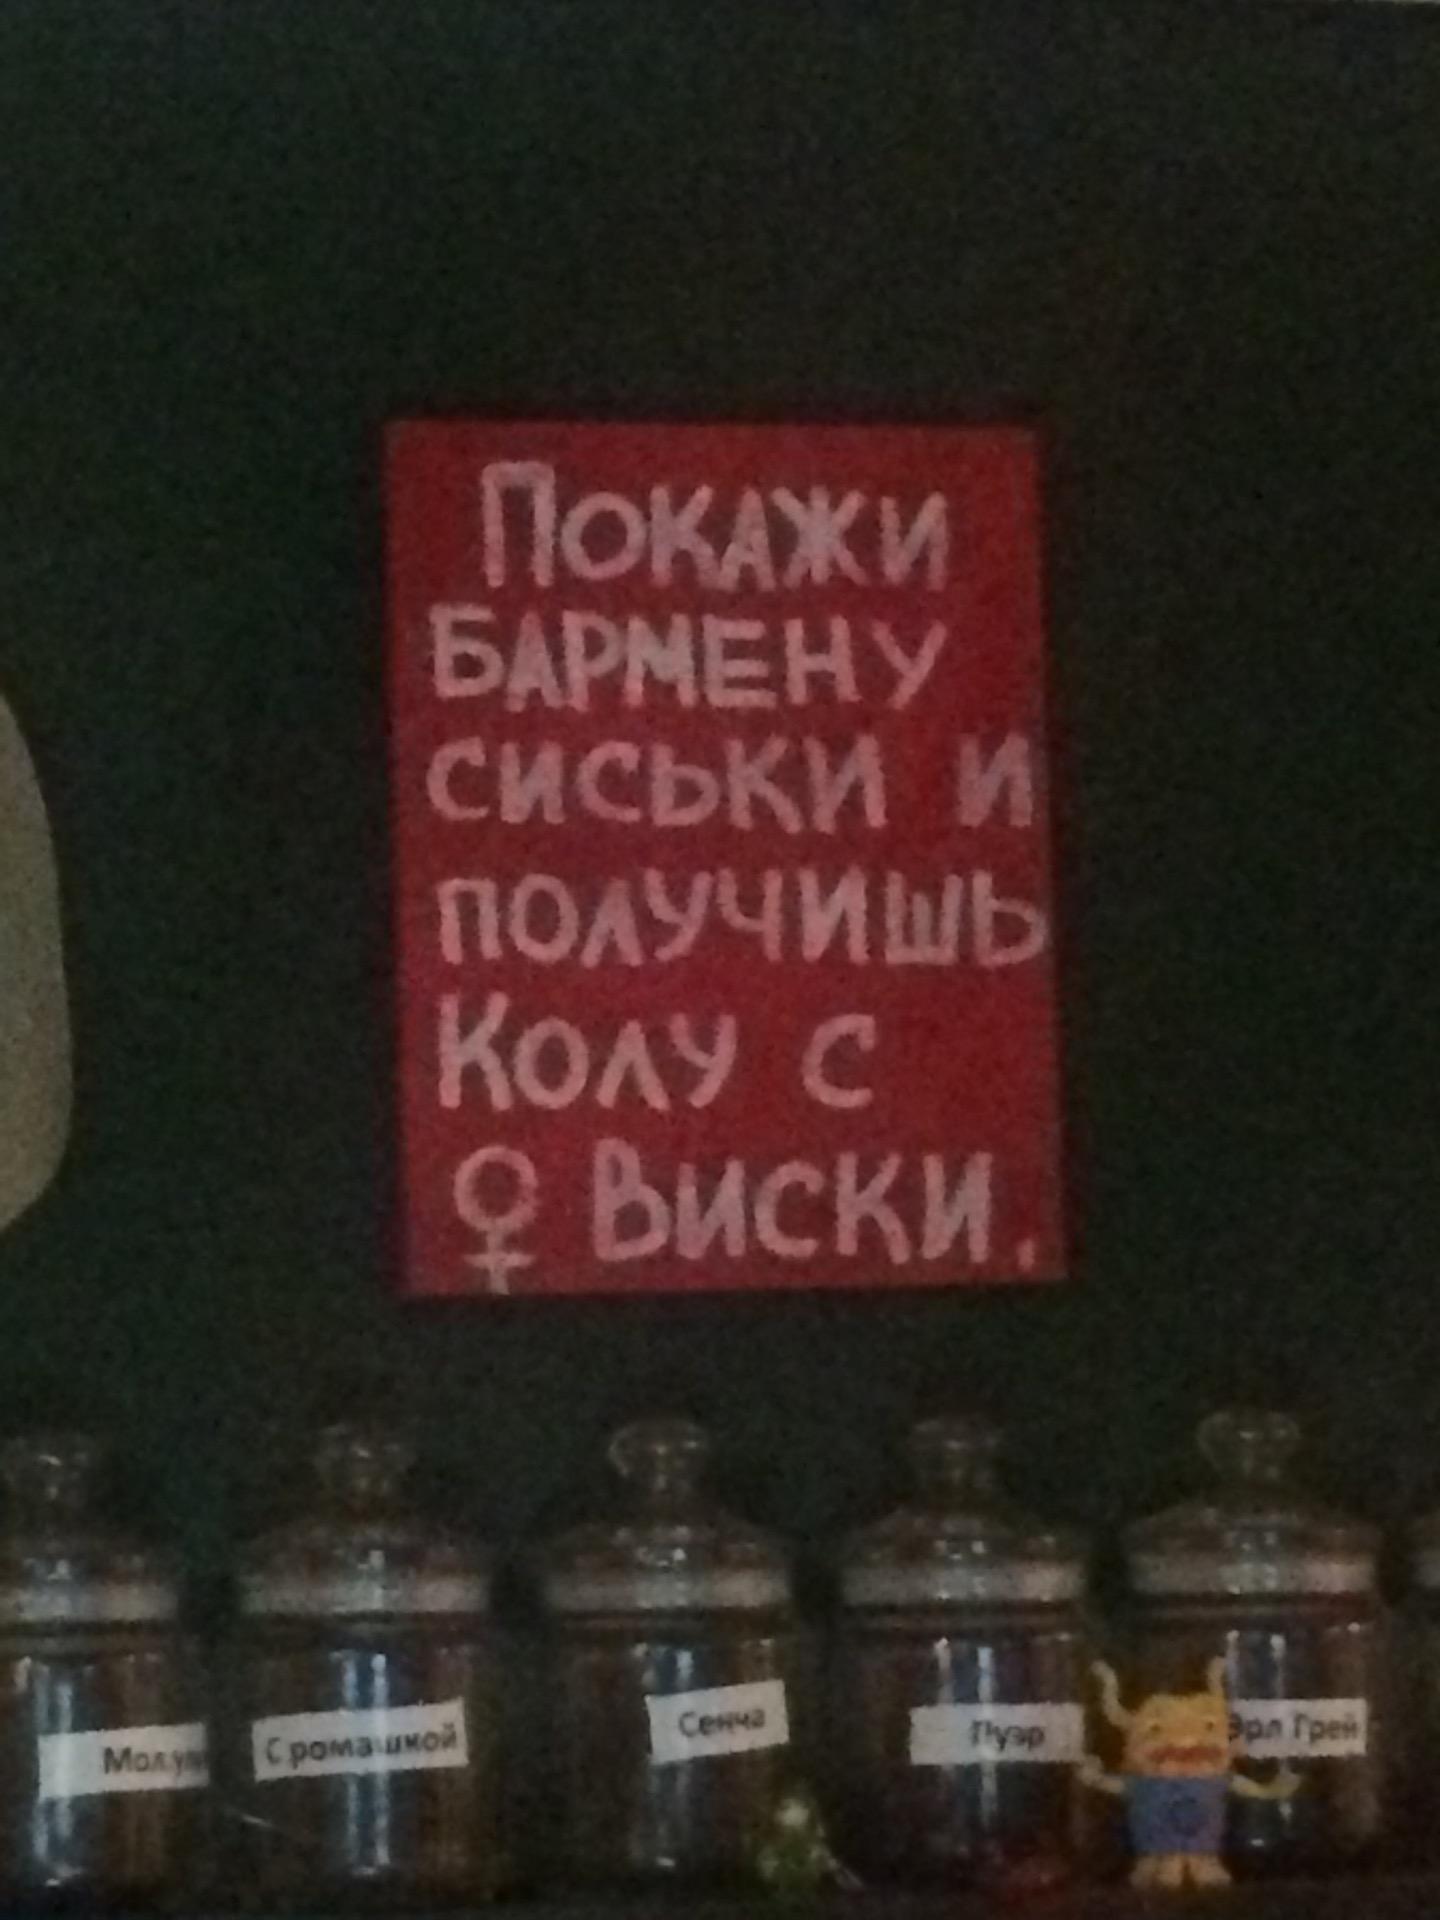 Покажи
бармену
сиськи и
получишь
Колу с
♀ Виски.
С ромашкой
Сенча
Пуэр
Эрл Грей